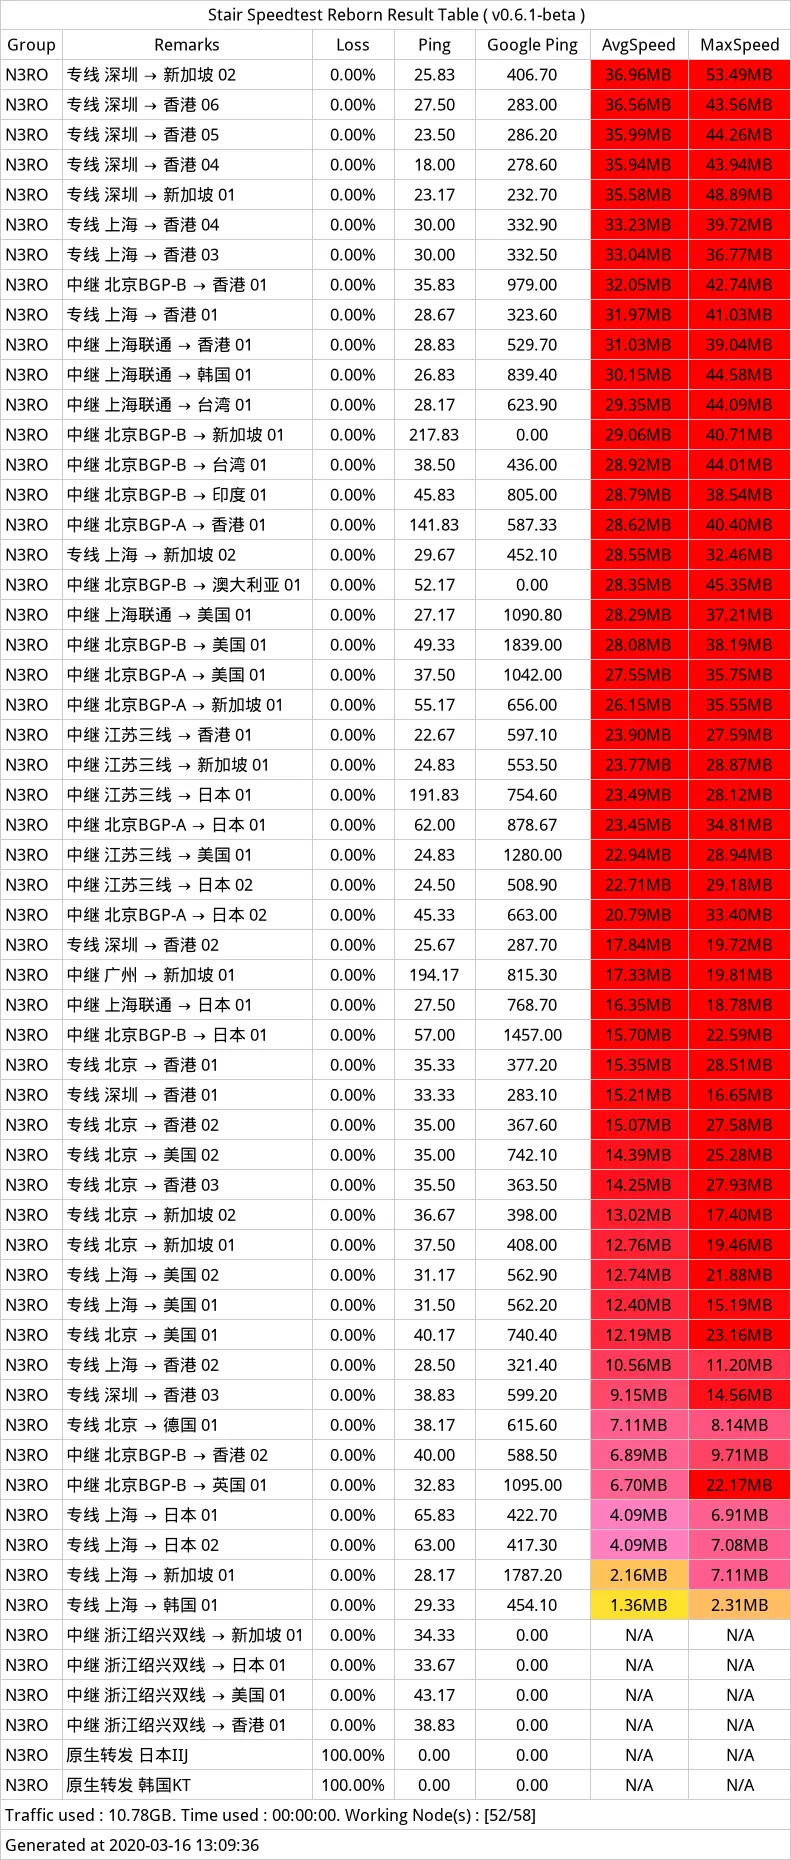 Stair Speedtest Reborn Result Table ( v0.6.1-beta )
Group Remarks Loss Ping Google Ping AvgSpeed MaxSpeed
N3RO 专线 深圳 → 新加坡 02 0.00% 25.83 406.70 36.96MB 53.49MB
N3RO 专线 深圳 → 香港 06 0.00% 27.50 283.00 36.56MB 43.56MB
N3RO 专线 深圳 → 香港 05 0.00% 23.50 286.20 35.99MB 44.26MB
N3RO 专线 深圳 → 香港 04 0.00% 18.00 278.60 35.94MB 43.94MB
N3RO 专线 深圳 → 新加坡 01 0.00% 23.17 232.70 35.58MB 48.89MB
N3RO 专线 上海 → 香港 04 0.00% 30.00 332.90 33.23MB 39.72MB
N3RO 专线 上海 → 香港 03 0.00% 30.00 332.50 33.04MB 36.77MB
N3RO 中继 北京BGP-B → 香港 01 0.00% 35.83 979.00 32.05MB 42.74MB
N3RO 专线 上海 → 香港 01 0.00% 28.67 323.60 31.97MB 41.03MB
N3RO 中继 上海联通 → 香港 01 0.00% 28.83 529.70 31.03MB 39.04MB
N3RO 中继 上海联通 → 韩国 01 0.00% 26.83 839.40 30.15MB 44.58MB
N3RO 中继 上海联通 → 台湾 01 0.00% 28.17 623.90 29.35MB 44.09MB
N3RO 中继 北京BGP-B → 新加坡 01 0.00% 217.83 0.00 29.06MB 40.71MB
N3RO 中继 北京BGP-B → 台湾 01 0.00% 38.50 436.00 28.92MB 44.01MB
N3RO 中继 北京BGP-B → 印度 01 0.00% 45.83 805.00 28.79MB 38.54MB
N3RO 中继 北京BGP-A → 香港 01 0.00% 141.83 587.33 28.62MB 40.40MB
N3RO 专线 上海 → 新加坡 02 0.00% 29.67 452.10 28.55MB 32.46MB
N3RO 中继 北京BGP-B → 澳大利亚 01 0.00% 52.17 0.00 28.35MB 45.35MB
N3RO 中继 上海联通 → 美国 01 0.00% 27.17 1090.80 28.29MB 37.21MB
N3RO 中继 北京BGP-B → 美国 01 0.00% 49.33 1839.00 28.08MB 38.19MB
N3RO 中继 北京BGP-A → 美国 01 0.00% 37.50 1042.00 27.55MB 35.75MB
N3RO 中继 北京BGP-A → 新加坡 01 0.00% 55.17 656.00 26.15MB 35.55MB
N3RO 中继 江苏三线 → 香港 01 0.00% 22.67 597.10 23.90MB 27.59MB
N3RO 中继 江苏三线 → 新加坡 01 0.00% 24.83 553.50 23.77MB 28.87MB
N3RO 中继 江苏三线 → 日本 01 0.00% 191.83 754.60 23.49MB 28.12MB
N3RO 中继 北京BGP-A → 日本 01 0.00% 62.00 878.67 23.45MB 34.81MB
N3RO 中继 江苏三线 → 美国 01 0.00% 24.83 1280.00 22.94MB 28.94MB
N3RO 中继 江苏三线 → 日本 02 0.00% 24.50 508.90 22.71MB 29.18MB
N3RO 中继 北京BGP-A → 日本 02 0.00% 45.33 663.00 20.79MB 33.40MB
N3RO 专线 深圳 → 香港 02 0.00% 25.67 287.70 17.84MB 19.72MB
N3RO 中继 广州 → 新加坡 01 0.00% 194.17 815.30 17.33MB 19.81MB
N3RO 中继 上海联通 → 日本 01 0.00% 27.50 768.70 16.35MB 18.78MB
N3RO 中继 北京BGP-B → 日本 01 0.00% 57.00 1457.00 15.70MB 22.59MB
N3RO 专线 北京 → 香港 01 0.00% 35.33 377.20 15.35MB 28.51MB
N3RO 专线 深圳 → 香港 01 0.00% 33.33 283.10 15.21MB 16.65MB
N3RO 专线 北京 → 香港 02 0.00% 35.00 367.60 15.07MB 27.58MB
N3RO 专线 北京 → 美国 02 0.00% 35.00 742.10 14.39MB 25.28MB
N3RO 专线 北京 → 香港 03 0.00% 35.50 363.50 14.25MB 27.93MB
N3RO 专线 北京 → 新加坡 02 0.00% 36.67 398.00 13.02MB 17.40MB
N3RO 专线 北京 → 新加坡 01 0.00% 37.50 408.00 12.76MB 19.46MB
N3RO 专线 上海 → 美国 02 0.00% 31.17 562.90 12.74MB 21.88MB
N3RO 专线 上海 → 美国 01 0.00% 31.50 562.20 12.40MB 15.19MB
N3RO 专线 北京 → 美国 01 0.00% 40.17 740.40 12.19MB 23.16MB
N3RO 专线 上海 → 香港 02 0.00% 28.50 321.40 10.56MB 11.20MB
N3RO 专线 深圳 → 香港 03 0.00% 38.83 599.20 9.15MB 14.56MB
N3RO 专线 北京 → 德国 01 0.00% 38.17 615.60 7.11MB 8.14MB
N3RO 中继 北京BGP-B → 香港 02 0.00% 40.00 588.50 6.89MB 9.71MB
N3RO 中继 北京BGP-B → 英国 01 0.00% 32.83 1095.00 6.70MB 22.17MB
N3RO 专线 上海 → 日本 01 0.00% 65.83 422.70 4.09MB 6.91MB
N3RO 专线 上海 → 日本 02 0.00% 63.00 417.30 4.09MB 7.08MB
N3RO 专线 上海 → 新加坡 01 0.00% 28.17 1787.20 2.16MB 7.11MB
N3RO 专线 上海 → 韩国 01 0.00% 29.33 454.10 1.36MB 2.31MB
N3RO 中继 浙江绍兴双线 → 新加坡 01 0.00% 34.33 0.00 N/A N/A
N3RO 中继 浙江绍兴双线 → 日本 01 0.00% 33.67 0.00 N/A N/A
N3RO 中继 浙江绍兴双线 → 美国 01 0.00% 43.17 0.00 N/A N/A
N3RO 中继 浙江绍兴双线 → 香港 01 0.00% 38.83 0.00 N/A N/A
N3RO 原生转发 日本IIJ 100.00% 0.00 0.00 N/A N/A
N3RO 原生转发 韩国KT 100.00% 0.00 0.00 N/A N/A
Traffic used : 10.78GB. Time used : 00:00:00. Working Node(s) : [52/58]
Generated at 2020-03-16 13:09:36